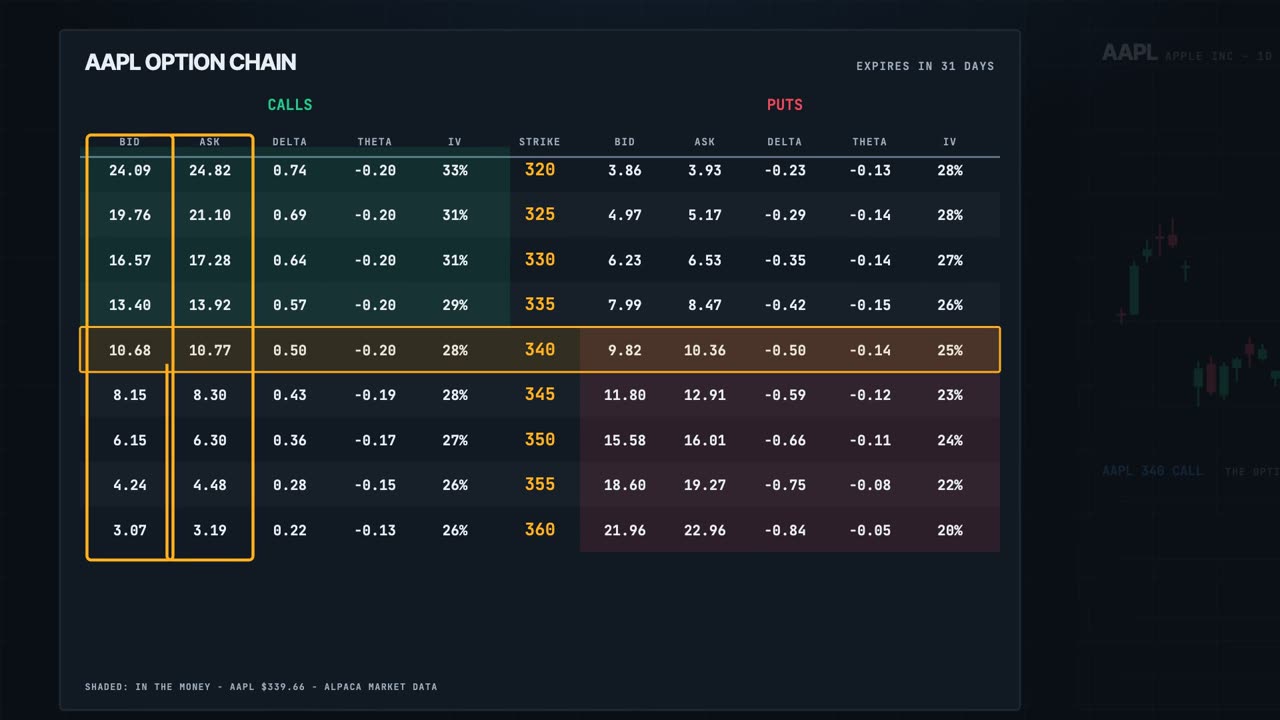 AAPL OPTION CHAIN
EXPIRES IN 31 DAYS
CALLS PUTS
BID ASK DELTA THETA IV STRIKE BID ASK DELTA THETA IV
24.09 24.82 0.74 -0.20 33% 320 3.86 3.93 -0.23 -0.13 28%
19.76 21.10 0.69 -0.20 31% 325 4.97 5.17 -0.29 -0.14 28%
16.57 17.28 0.64 -0.20 31% 330 6.23 6.53 -0.35 -0.14 27%
13.40 13.92 0.57 -0.20 29% 335 7.99 8.47 -0.42 -0.15 26%
10.68 10.77 0.50 -0.20 28% 340 9.82 10.36 -0.50 -0.14 25%
8.15 8.30 0.43 -0.19 28% 345 11.80 12.91 -0.59 -0.12 23%
6.15 6.30 0.36 -0.17 27% 350 15.58 16.01 -0.66 -0.11 24%
4.24 4.48 0.28 -0.15 26% 355 18.60 19.27 -0.75 -0.08 22%
3.07 3.19 0.22 -0.13 26% 360 21.96 22.96 -0.84 -0.05 20%
SHADED: IN THE MONEY - AAPL $339.66 - ALPACA MARKET DATA
AAPL APPLE INC - 1D
AAPL 340 CALL THE